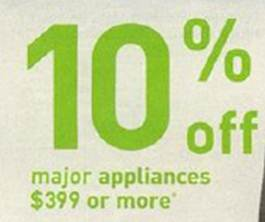 10%
off
major appliances
$399 or more*